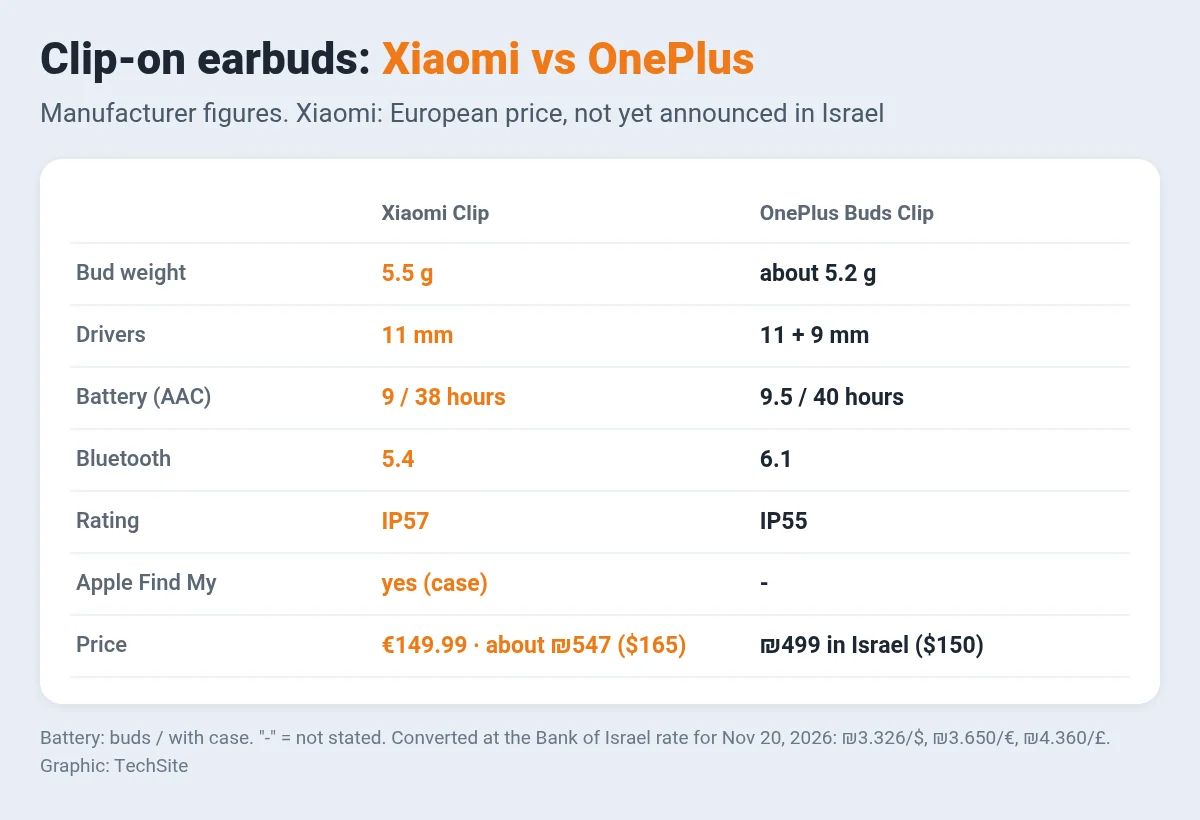 Clip-on earbuds: Xiaomi vs OnePlus
Manufacturer figures. Xiaomi: European price, not yet announced in Israel
Xiaomi Clip OnePlus Buds Clip
Bud weight 5.5 g about 5.2 g
Drivers 11 mm 11 + 9 mm
Battery (AAC) 9 / 38 hours 9.5 / 40 hours
Bluetooth 5.4 6.1
Rating IP57 IP55
Apple Find My yes (case) -
Price €149.99 · about ₪547 ($165) ₪499 in Israel ($150)
Battery: buds / with case. "-" = not stated. Converted at the Bank of Israel rate for Nov 20, 2026: ₪3.326/$, ₪3.650/€, ₪4.360/£.
Graphic: TechSite